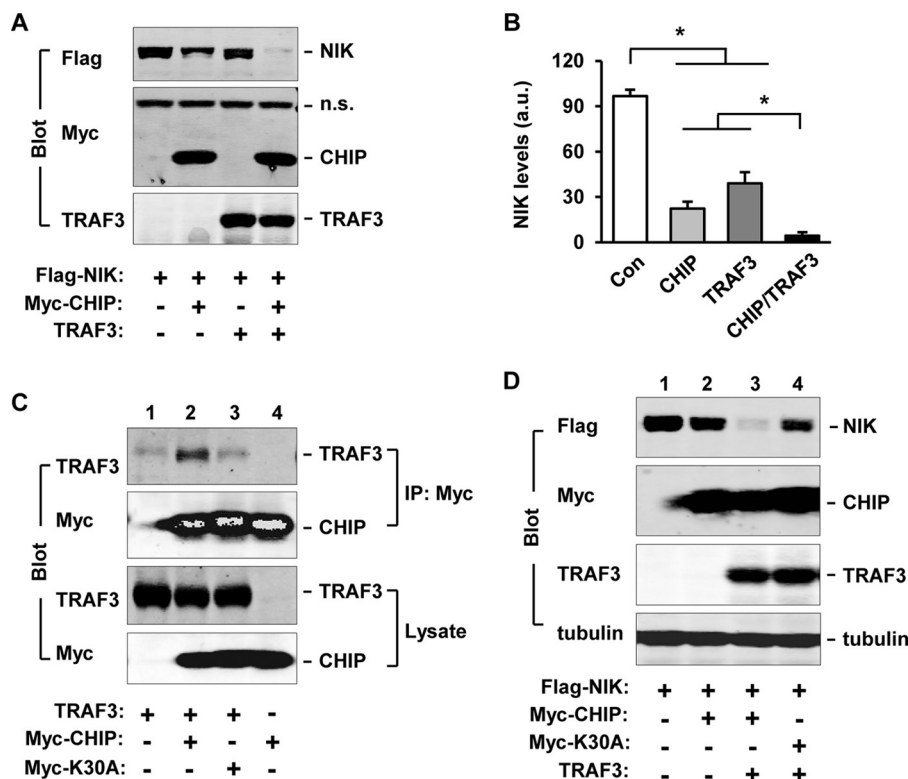 A
Blot
Flag
– NIK
– n.s.
Myc
– CHIP
TRAF3
– TRAF3
Flag-NIK: + + + +
Myc-CHIP: - + - +
TRAF3: - - + +
B
NIK levels (a.u.)
120
90
60
30
0
*
*
Con
CHIP
TRAF3
CHIP/TRAF3
C
1 2 3 4
Blot
TRAF3
– TRAF3
IP: Myc
Myc
– CHIP
TRAF3
– TRAF3
Lysate
Myc
– CHIP
TRAF3: + + + -
Myc-CHIP: - + - +
Myc-K30A: - - + -
D
1 2 3 4
Blot
Flag
– NIK
Myc
– CHIP
TRAF3
– TRAF3
tubulin
– tubulin
Flag-NIK: + + + +
Myc-CHIP: - + + -
Myc-K30A: - - - +
TRAF3: - - + +